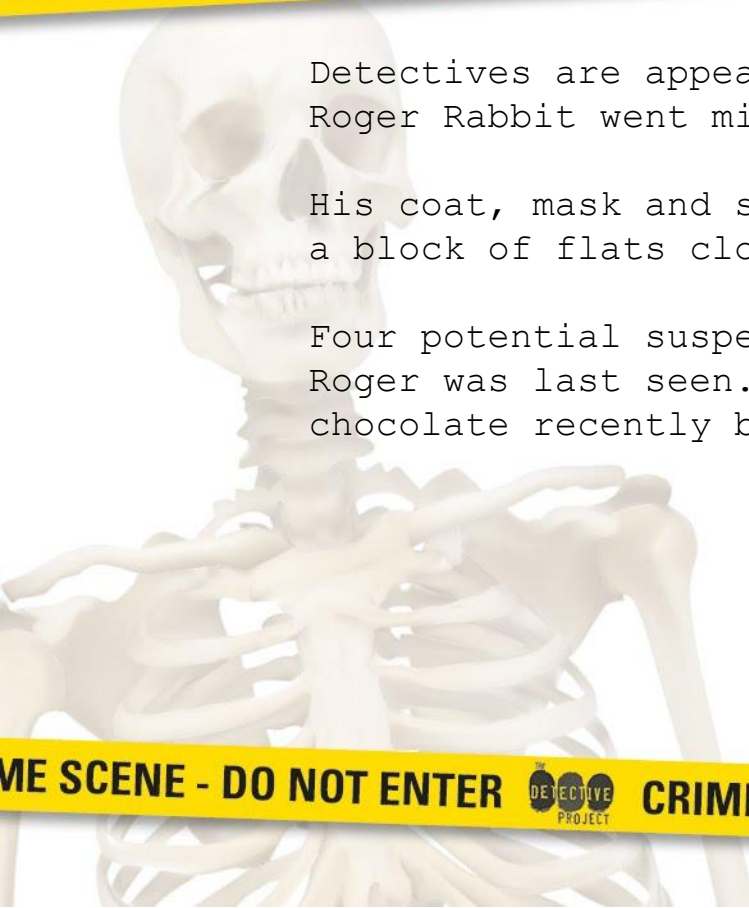 Detectives are appea
Roger Rabbit went mi
His coat, mask and s
a block of flats clo
Four potential suspe
Roger was last seen.
chocolate recently b
ME SCENE - DO NOT ENTER THE DETECTIVE PROJECT CRIM